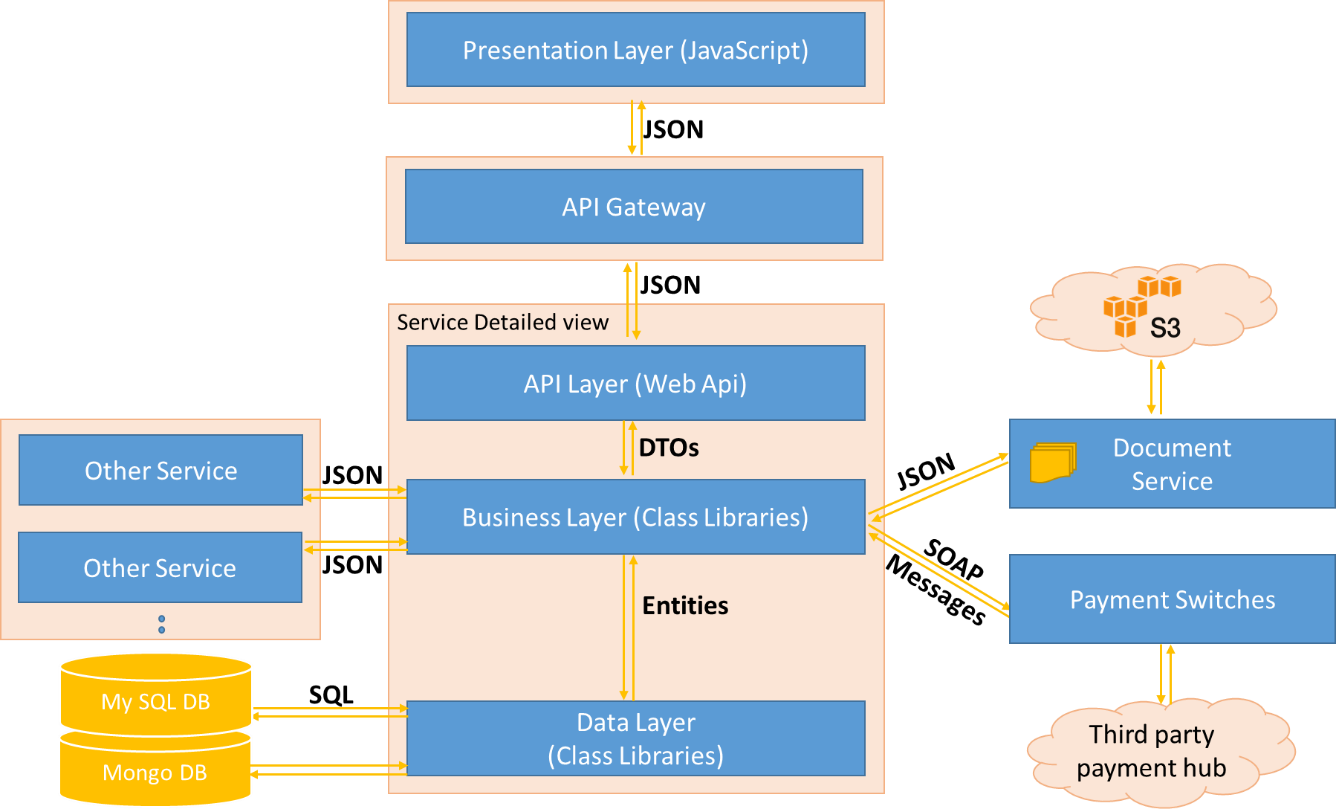 Presentation Layer (JavaScript)
JSON
API Gateway
JSON
Service Detailed view
API Layer (Web Api)
DTOs
S3
Other Service
JSON
Business Layer (Class Libraries)
JSON
Document
Service
Other Service
JSON
SOAP
Messages
Payment Switches
Entities
My SQL DB
SQL
Data Layer
(Class Libraries)
Mongo DB
Third party
payment hub